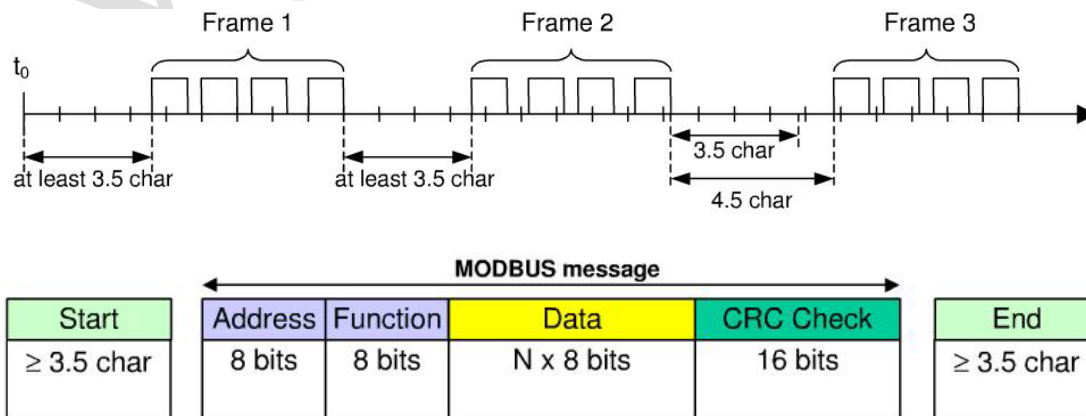 Frame 1 Frame 2 Frame 3
t0
at least 3.5 char at least 3.5 char 3.5 char
4.5 char
MODBUS message
Start Address Function Data CRC Check End
≥ 3.5 char 8 bits 8 bits N x 8 bits 16 bits ≥ 3.5 char